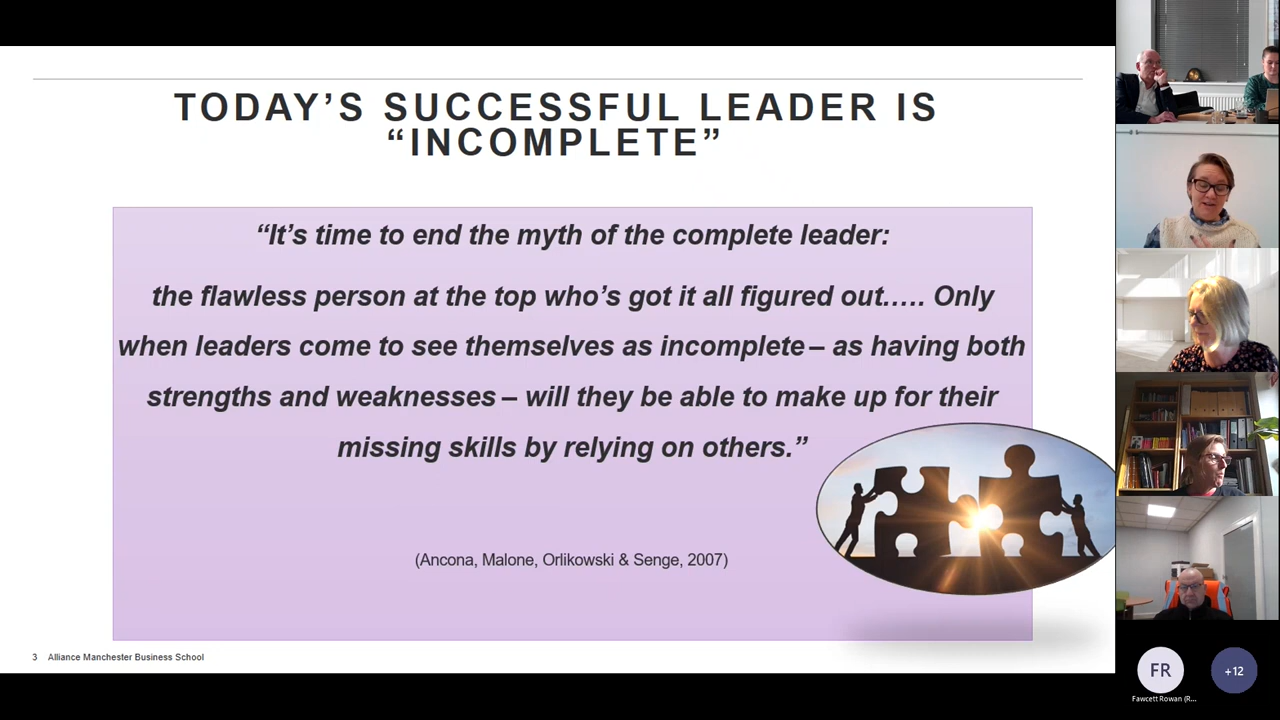 TODAY’S SUCCESSFUL LEADER IS
“INCOMPLETE”
“It’s time to end the myth of the complete leader:
the flawless person at the top who’s got it all figured out.…. Only
when leaders come to see themselves as incomplete – as having both
strengths and weaknesses – will they be able to make up for their
missing skills by relying on others.”
(Ancona, Malone, Orlikowski & Senge, 2007)
3 Alliance Manchester Business School
FR
+12
Fawcett Rowan (R...